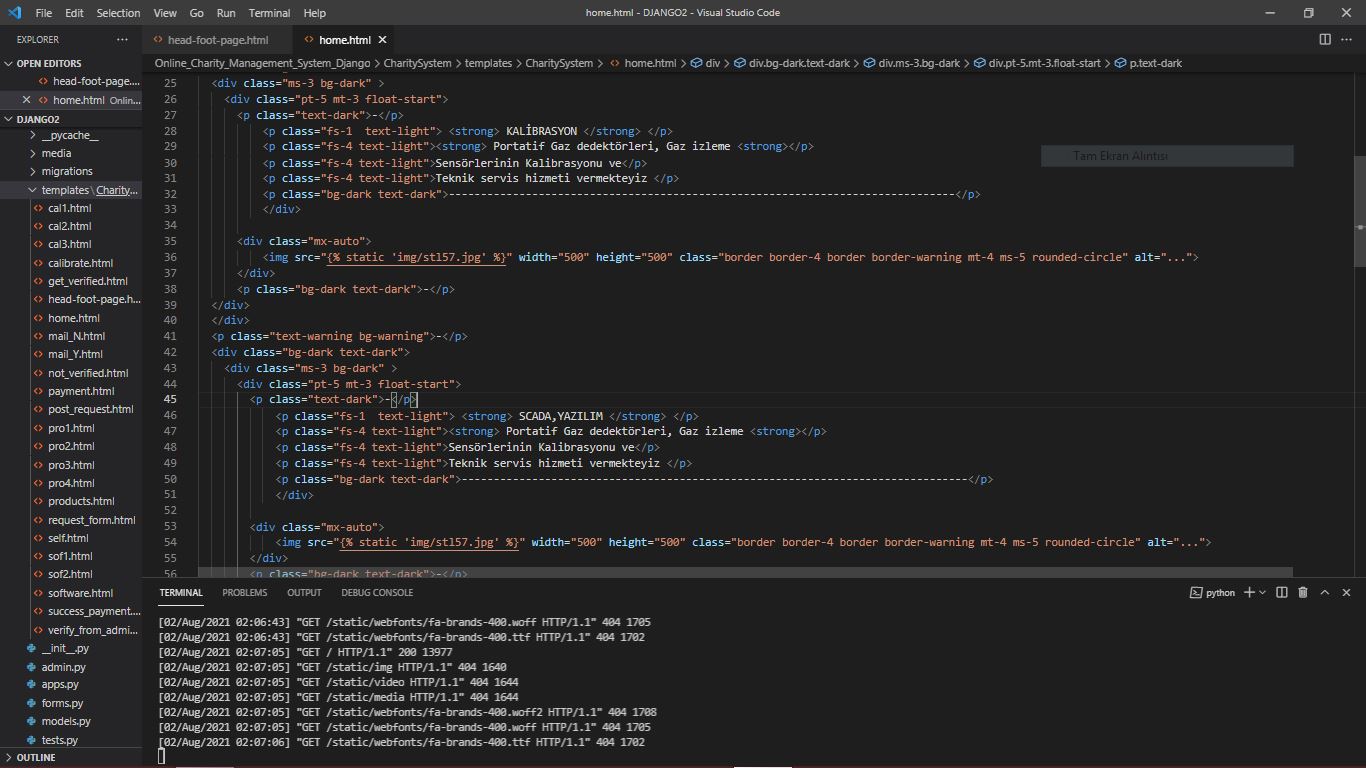 File Edit Selection View Go Run Terminal Help
home.html - DJANGO2 - Visual Studio Code
EXPLORER
OPEN EDITORS
head-foot-page....
home.html Onlin...
DJANGO2
__pycache__
media
migrations
templates \ Charity...
cal1.html
cal2.html
cal3.html
calibrate.html
get_verified.html
head-foot-page.h...
home.html
mail_N.html
mail_Y.html
not_verified.html
payment.html
post_request.html
pro1.html
pro2.html
pro3.html
pro4.html
products.html
request_form.html
self.html
sof1.html
sof2.html
software.html
success_payment....
verify_from_admi...
__init__.py
admin.py
apps.py
forms.py
models.py
tests.py
OUTLINE
head-foot-page.html
home.html
Online_Charity_Management_System_Django > CharitySystem > templates > CharitySystem > home.html > div > div.bg-dark.text-dark > div.ms-3.bg-dark > div.pt-5.mt-3.float-start > p.text-dark
25 <div class="ms-3 bg-dark" >
26 <div class="pt-5 mt-3 float-start">
27 <p class="text-dark">-</p>
28 <p class="fs-1  text-light"> <strong> KALİBRASYON </strong> </p>
29 <p class="fs-4 text-light"><strong> Portatif Gaz dedektörleri, Gaz izleme <strong></p>
30 <p class="fs-4 text-light">Sensörlerinin Kalibrasyonu ve</p>
31 <p class="fs-4 text-light">Teknik servis hizmeti vermekteyiz </p>
32 <p class="bg-dark text-dark">-------------------------------------------------------------------------------</p>
33 </div>
34
35 <div class="mx-auto">
36 <img src="{% static 'img/stl57.jpg' %}" width="500" height="500" class="border border-4 border border-warning mt-4 ms-5 rounded-circle" alt="...">
37 </div>
38 <p class="bg-dark text-dark">-</p>
39 </div>
40 </div>
41 <p class="text-warning bg-warning">-</p>
42 <div class="bg-dark text-dark">
43 <div class="ms-3 bg-dark" >
44 <div class="pt-5 mt-3 float-start">
45 <p class="text-dark">-</p>
46 <p class="fs-1  text-light"> <strong> SCADA,YAZILIM </strong> </p>
47 <p class="fs-4 text-light"><strong> Portatif Gaz dedektörleri, Gaz izleme <strong></p>
48 <p class="fs-4 text-light">Sensörlerinin Kalibrasyonu ve</p>
49 <p class="fs-4 text-light">Teknik servis hizmeti vermekteyiz </p>
50 <p class="bg-dark text-dark">-------------------------------------------------------------------------------</p>
51 </div>
52
53 <div class="mx-auto">
54 <img src="{% static 'img/stl57.jpg' %}" width="500" height="500" class="border border-4 border border-warning mt-4 ms-5 rounded-circle" alt="...">
55 </div>
56 <p class="bg-dark text-dark">-</p>
Tam Ekran Alıntısı
TERMINAL PROBLEMS OUTPUT DEBUG CONSOLE
python
[02/Aug/2021 02:06:43] "GET /static/webfonts/fa-brands-400.woff HTTP/1.1" 404 1705
[02/Aug/2021 02:06:43] "GET /static/webfonts/fa-brands-400.ttf HTTP/1.1" 404 1702
[02/Aug/2021 02:07:05] "GET / HTTP/1.1" 200 13977
[02/Aug/2021 02:07:05] "GET /static/img HTTP/1.1" 404 1640
[02/Aug/2021 02:07:05] "GET /static/video HTTP/1.1" 404 1644
[02/Aug/2021 02:07:05] "GET /static/media HTTP/1.1" 404 1644
[02/Aug/2021 02:07:05] "GET /static/webfonts/fa-brands-400.woff2 HTTP/1.1" 404 1708
[02/Aug/2021 02:07:05] "GET /static/webfonts/fa-brands-400.woff HTTP/1.1" 404 1705
[02/Aug/2021 02:07:06] "GET /static/webfonts/fa-brands-400.ttf HTTP/1.1" 404 1702